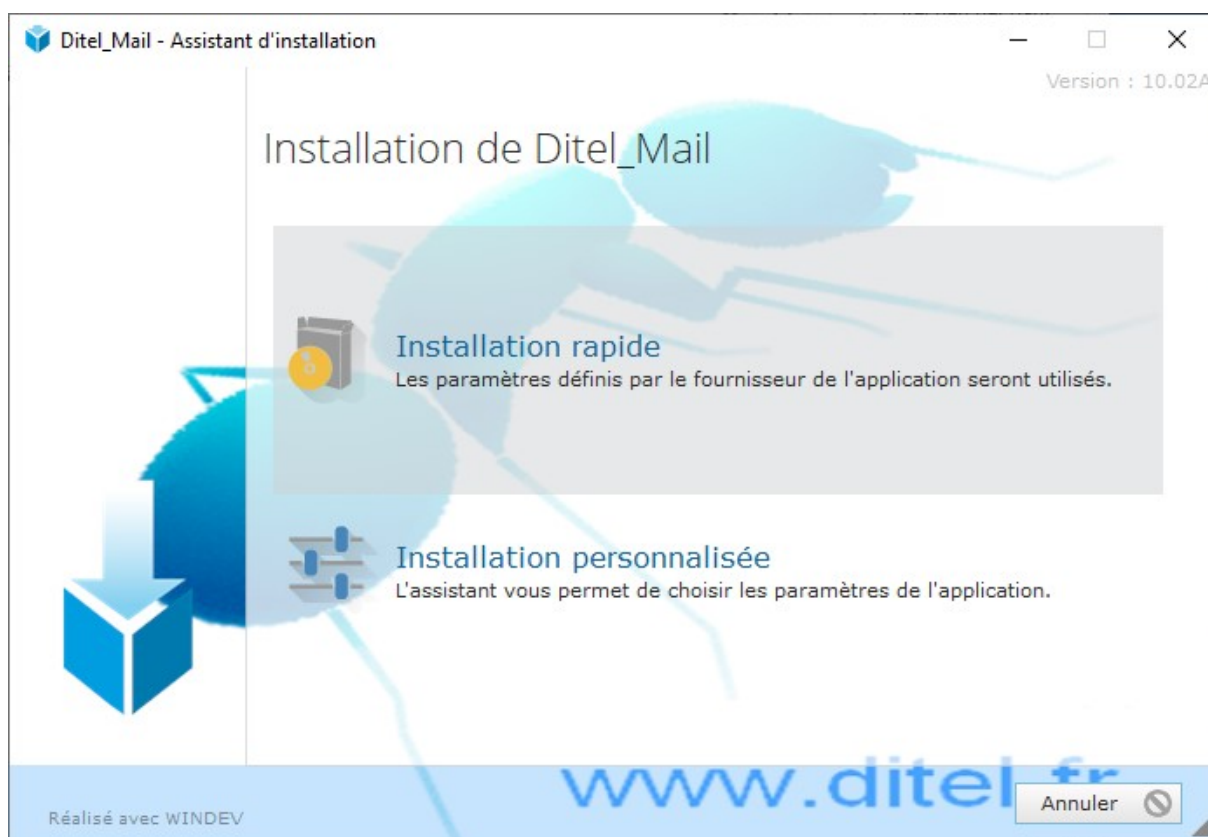 Ditel_Mail - Assistant d'installation
Version : 10.02A
Installation de Ditel_Mail
Installation rapide
Les paramètres définis par le fournisseur de l'application seront utilisés.
Installation personnalisée
L'assistant vous permet de choisir les paramètres de l'application.
www.ditel.fr
Annuler
Réalisé avec WINDEV